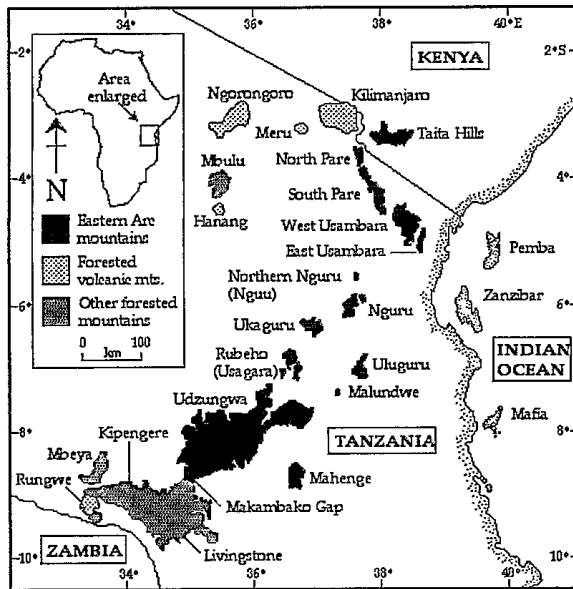 34°
36°
38°
40°E
-2°
2°5
KENYA
Area
enlarged
N
Ngorongoro
Kilimanjaro
Meru
Taita Hills
North Pare
Mbulu
4°
4°
South Pare
Hanang
West Usambara
Eastern Arc
mountains
East Usambara
Pemba
Forested
volcanic mts.
Northern Nguru
(Nguu)
Nguru
Zanzibar
6°
6°
Other forested
mountains
Ukaguru
0 100
km
Rubeho
(Usagara)
Uluguru
INDIAN
OCEAN
Malundwe
Udzungwa
Mafia
8°
8°
Kipengere
TANZANIA
Mbeya
Rungwe
Mahenge
Makambako Gap
Livingstone
10°
10°
ZAMBIA
34°
36°
38°
40°